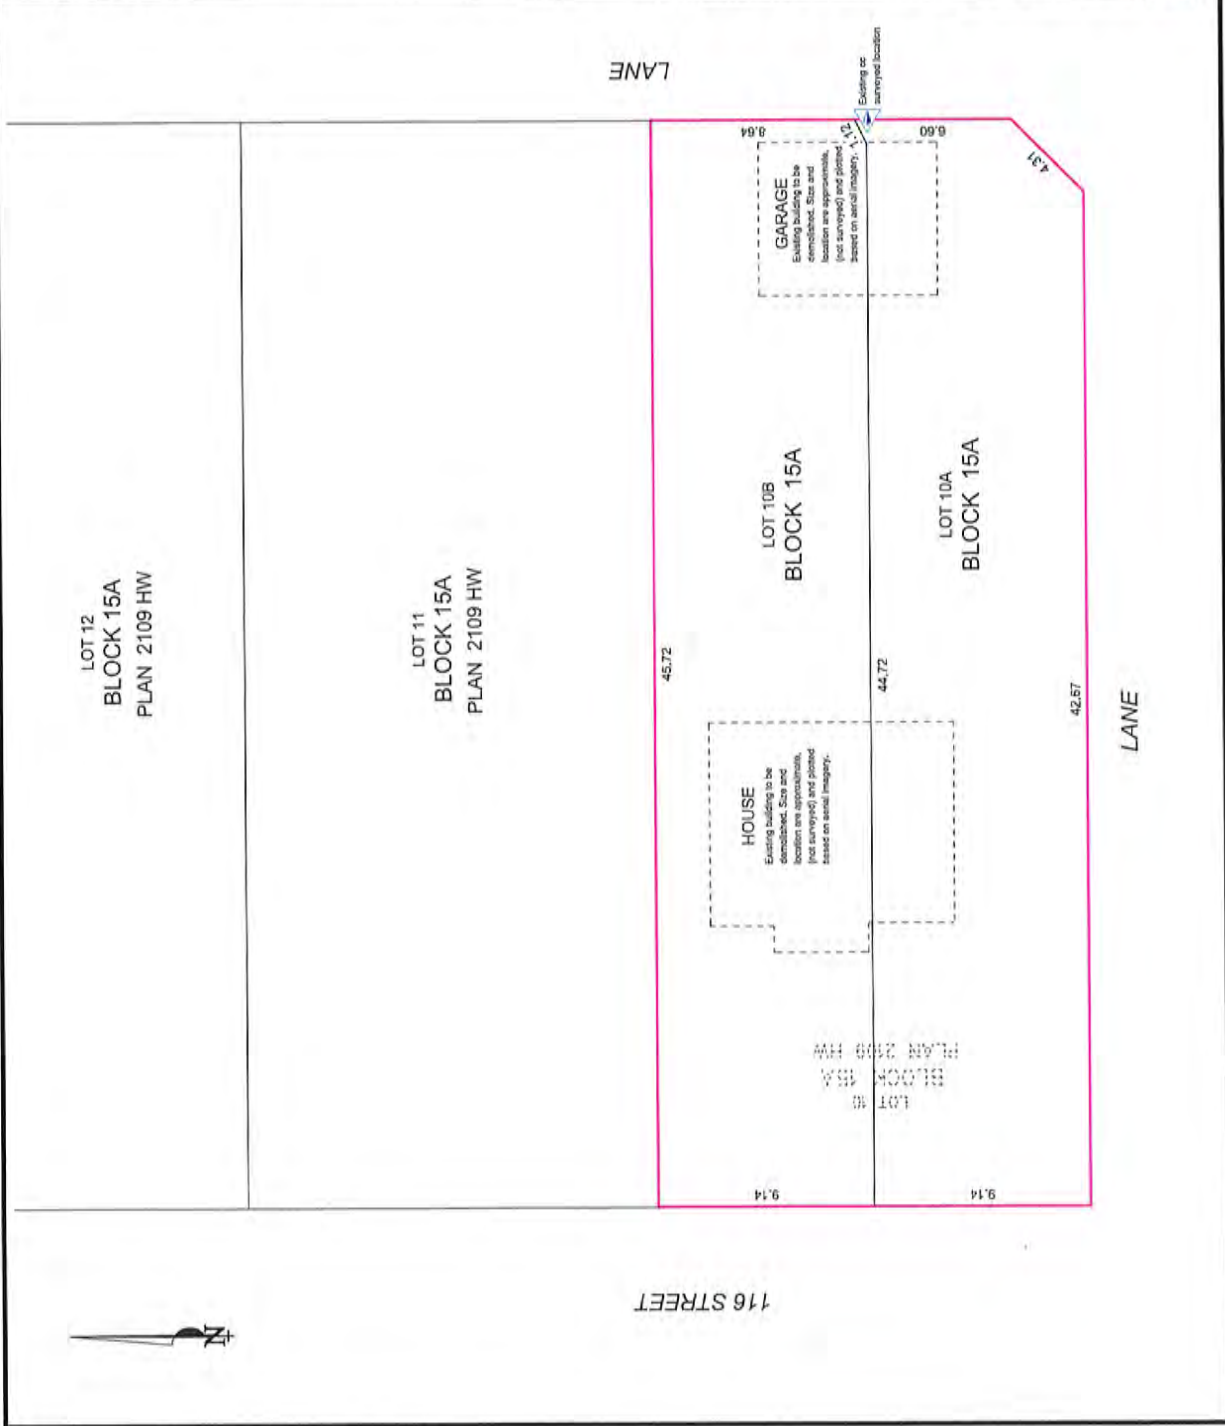 LANE
Existing cc
surveyed location
8.64
1.12
6.60
4.31
GARAGE
Existing building to be
demolished. Size and
location are approximate,
(not surveyed) and plotted
based on aerial imagery.
LOT 12
BLOCK 15A
PLAN 2109 HW
LOT 11
BLOCK 15A
PLAN 2109 HW
LOT 10B
BLOCK 15A
LOT 10A
BLOCK 15A
45.72
44.72
42.67
LANE
HOUSE
Existing building to be
demolished. Size and
location are approximate,
(not surveyed) and plotted
based on aerial imagery.
LOT 10
BLOCK 15A
PLAN 2109 HW
9.14
9.14
116 STREET
N